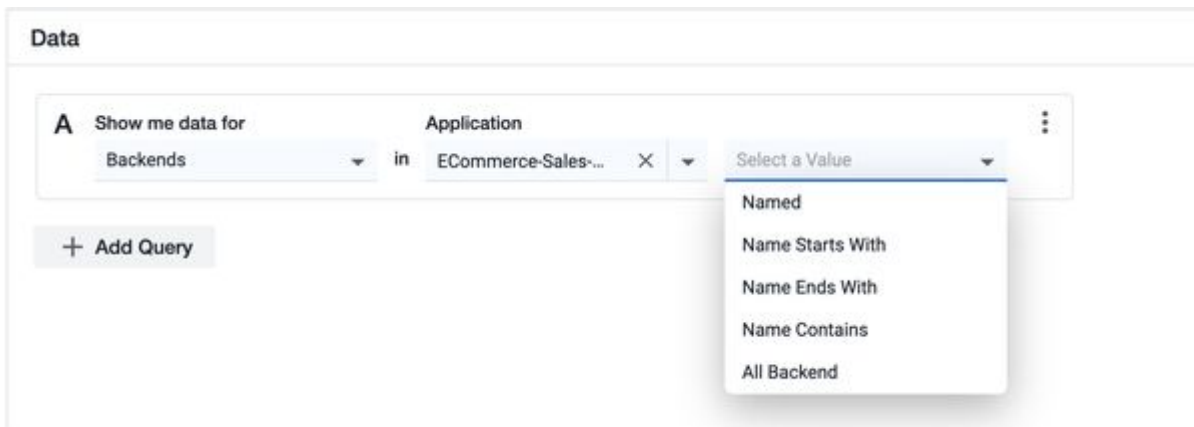 Data
A Show me data for Application
Backends in ECommerce-Sales-... Select a Value
Named
Name Starts With
+ Add Query
Name Ends With
Name Contains
All Backend